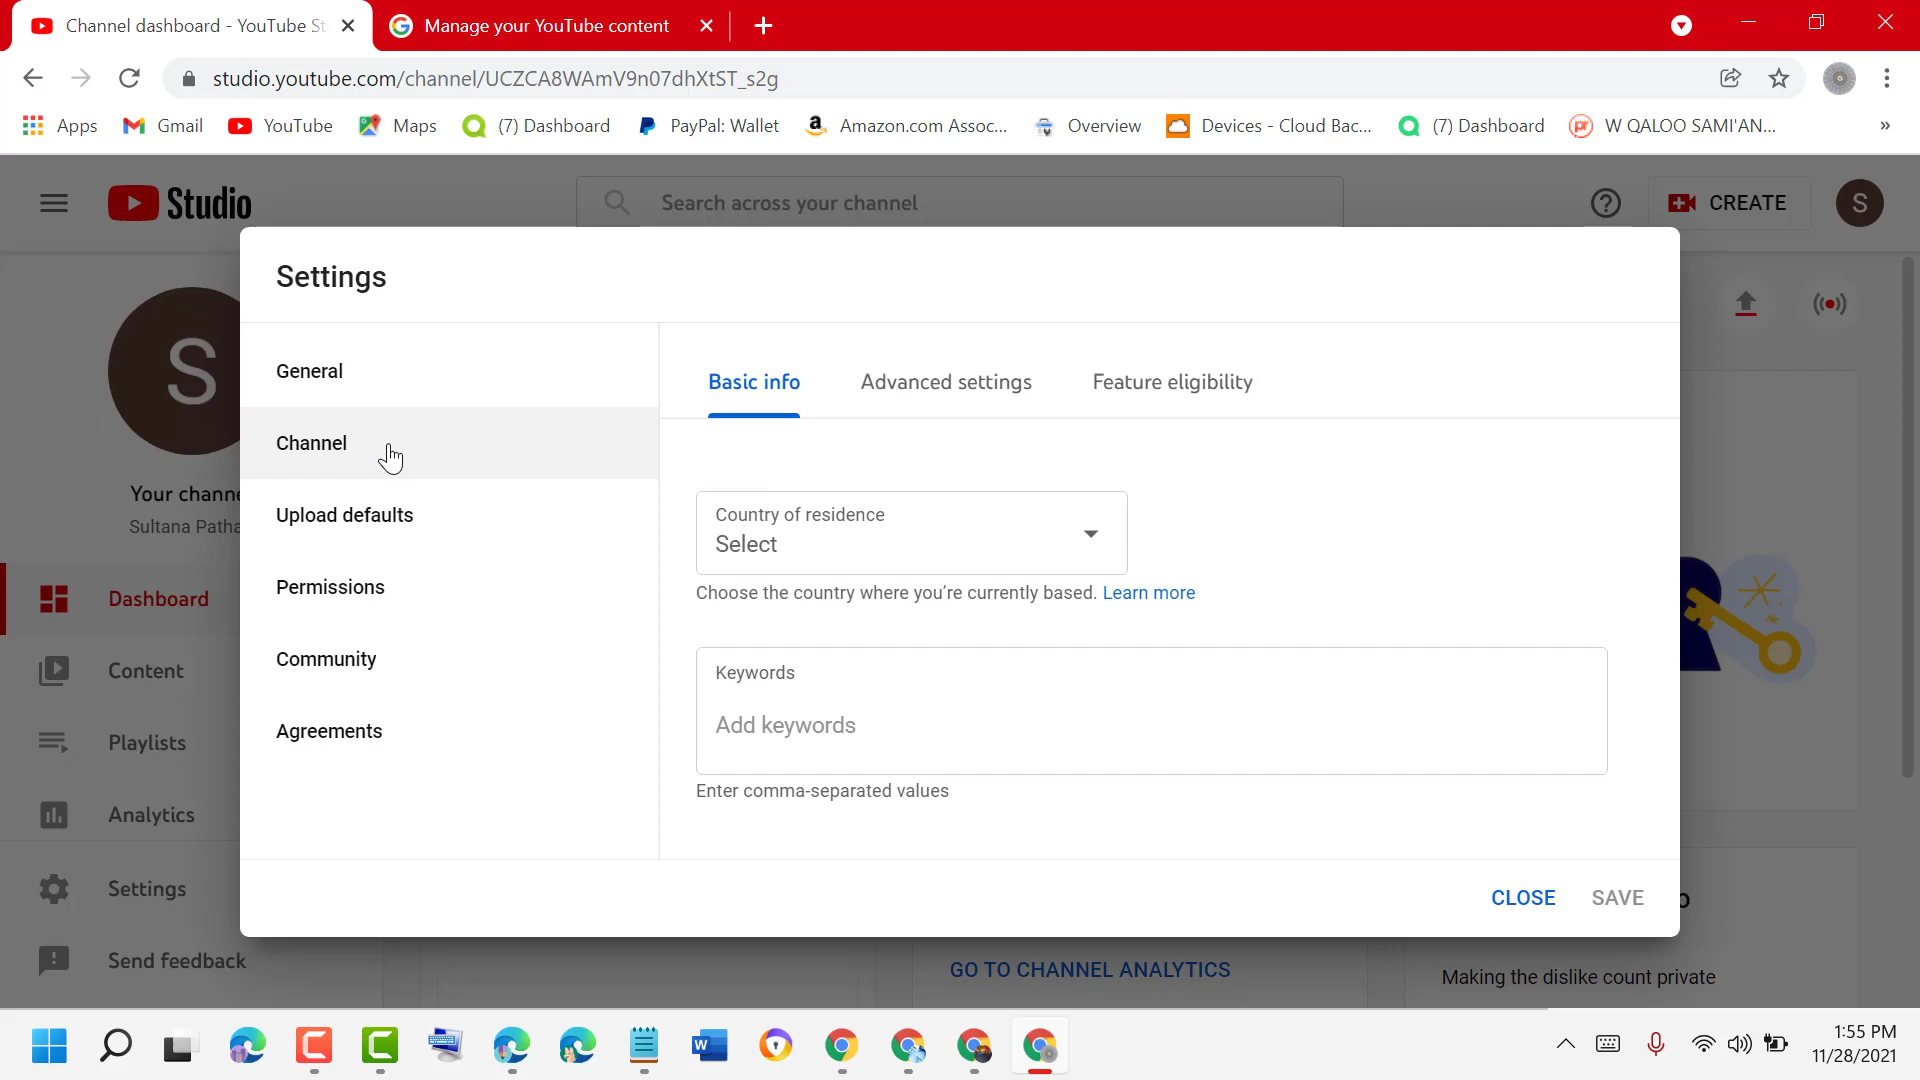 Channel dashboard - YouTube St
Manage your YouTube content
studio.youtube.com/channel/UCZCA8WAmV9n07dhXtST_s2g
Apps
Gmail
YouTube
Maps
(7) Dashboard
PayPal: Wallet
Amazon.com Assoc...
Overview
Devices - Cloud Bac...
(7) Dashboard
W QALOO SAMI'AN...
»
Studio
Search across your channel
CREATE
S
Settings
S
General
Basic info
Advanced settings
Feature eligibility
Channel
Your channe
Sultana Patha
Upload defaults
Country of residence
Select
Permissions
Choose the country where you're currently based. Learn more
Dashboard
Community
Keywords
Add keywords
Content
Agreements
Playlists
Enter comma-separated values
Analytics
Settings
CLOSE
SAVE
o
Send feedback
GO TO CHANNEL ANALYTICS
Making the dislike count private
W
1:55 PM
11/28/2021